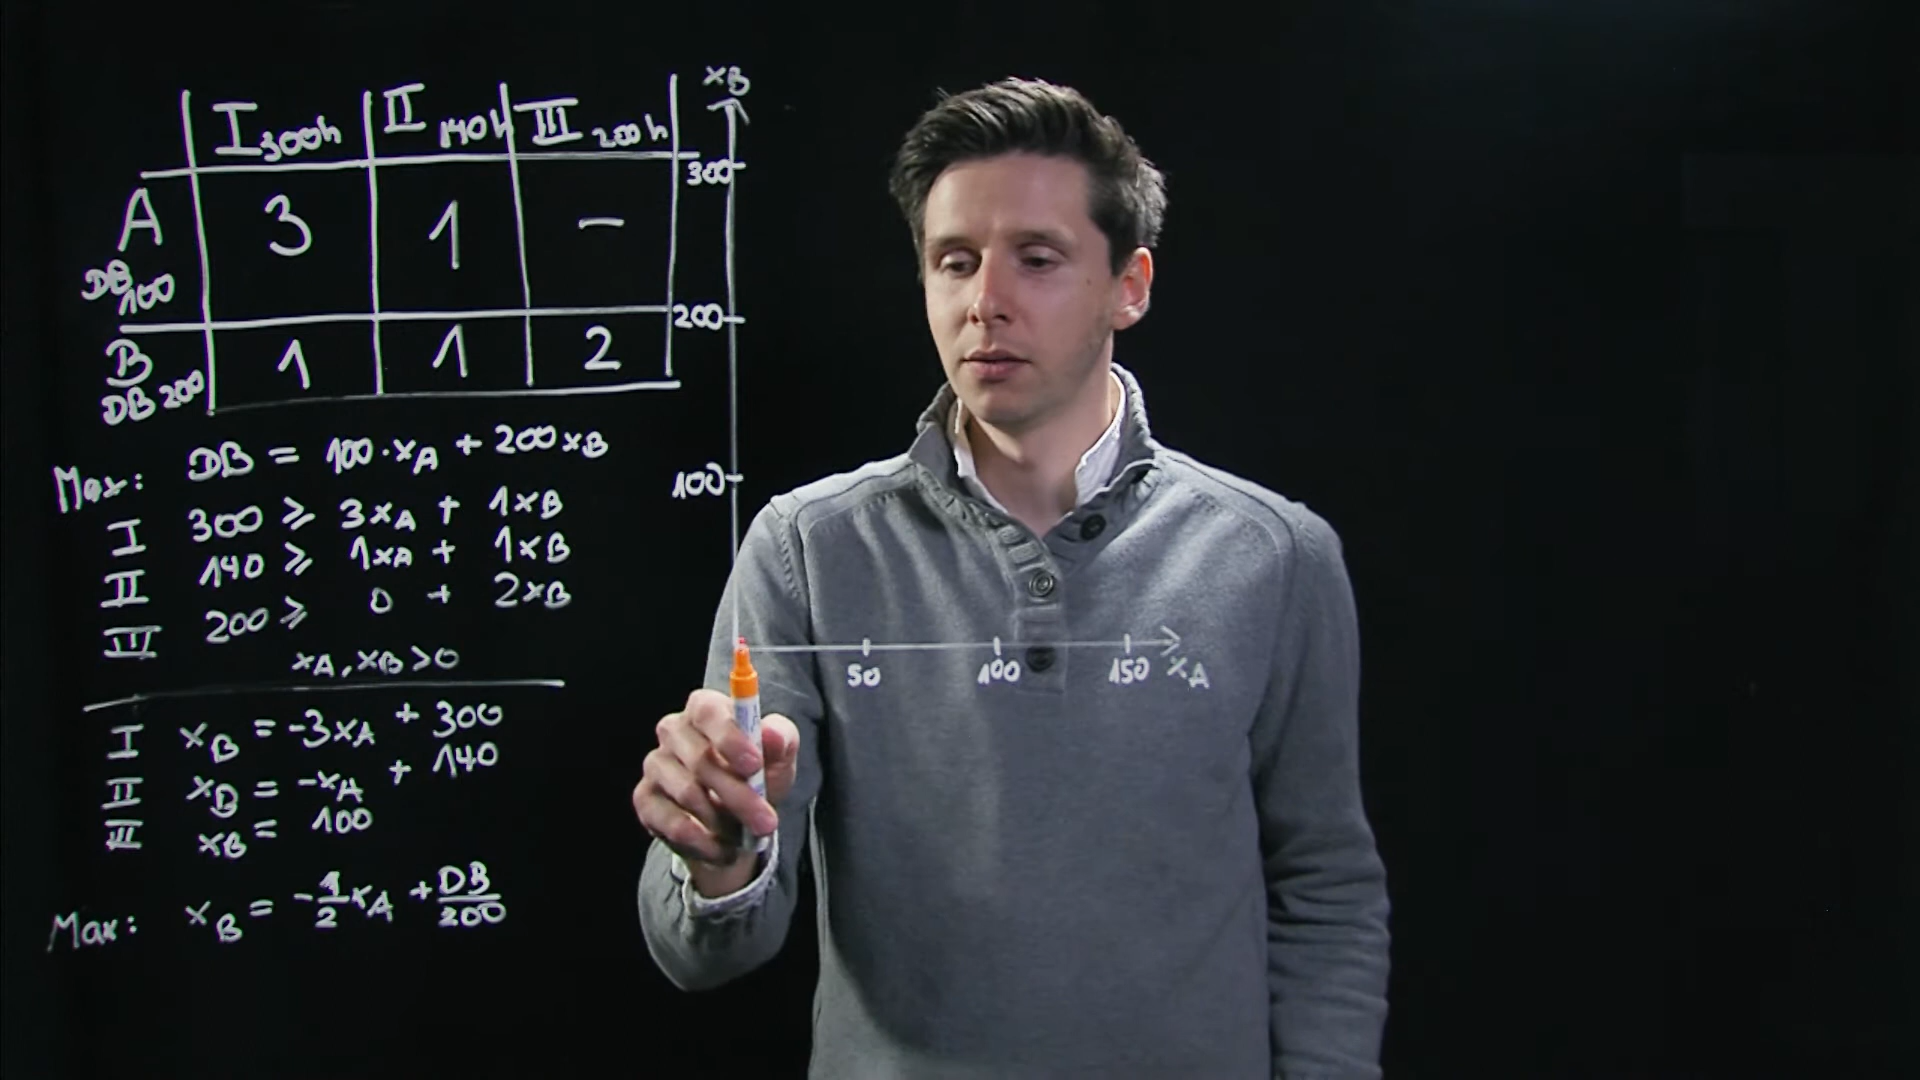 I 300h II 140h III 200h
A 3 1 –
DB 100
B 1 1 2
DB 200
Max: DB = 100·xA + 200xB
I 300 ≥ 3xA + 1xB
II 140 ≥ 1xA + 1xB
III 200 ≥ 0 + 2xB
xA, xB > 0
I xB = -3xA + 300
II xB = -xA + 140
III xB = 100
Max: xB = -1/2 xA + DB/200
xB
300
200
100
50 100 150 xA